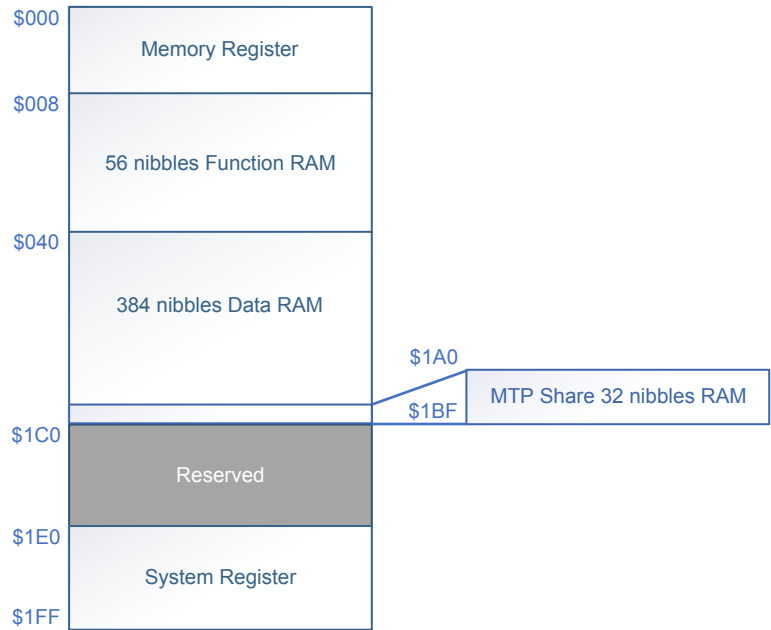 $000
Memory Register
$008
56 nibbles Function RAM
$040
384 nibbles Data RAM
$1A0
MTP Share 32 nibbles RAM
$1BF
$1C0
Reserved
$1E0
System Register
$1FF